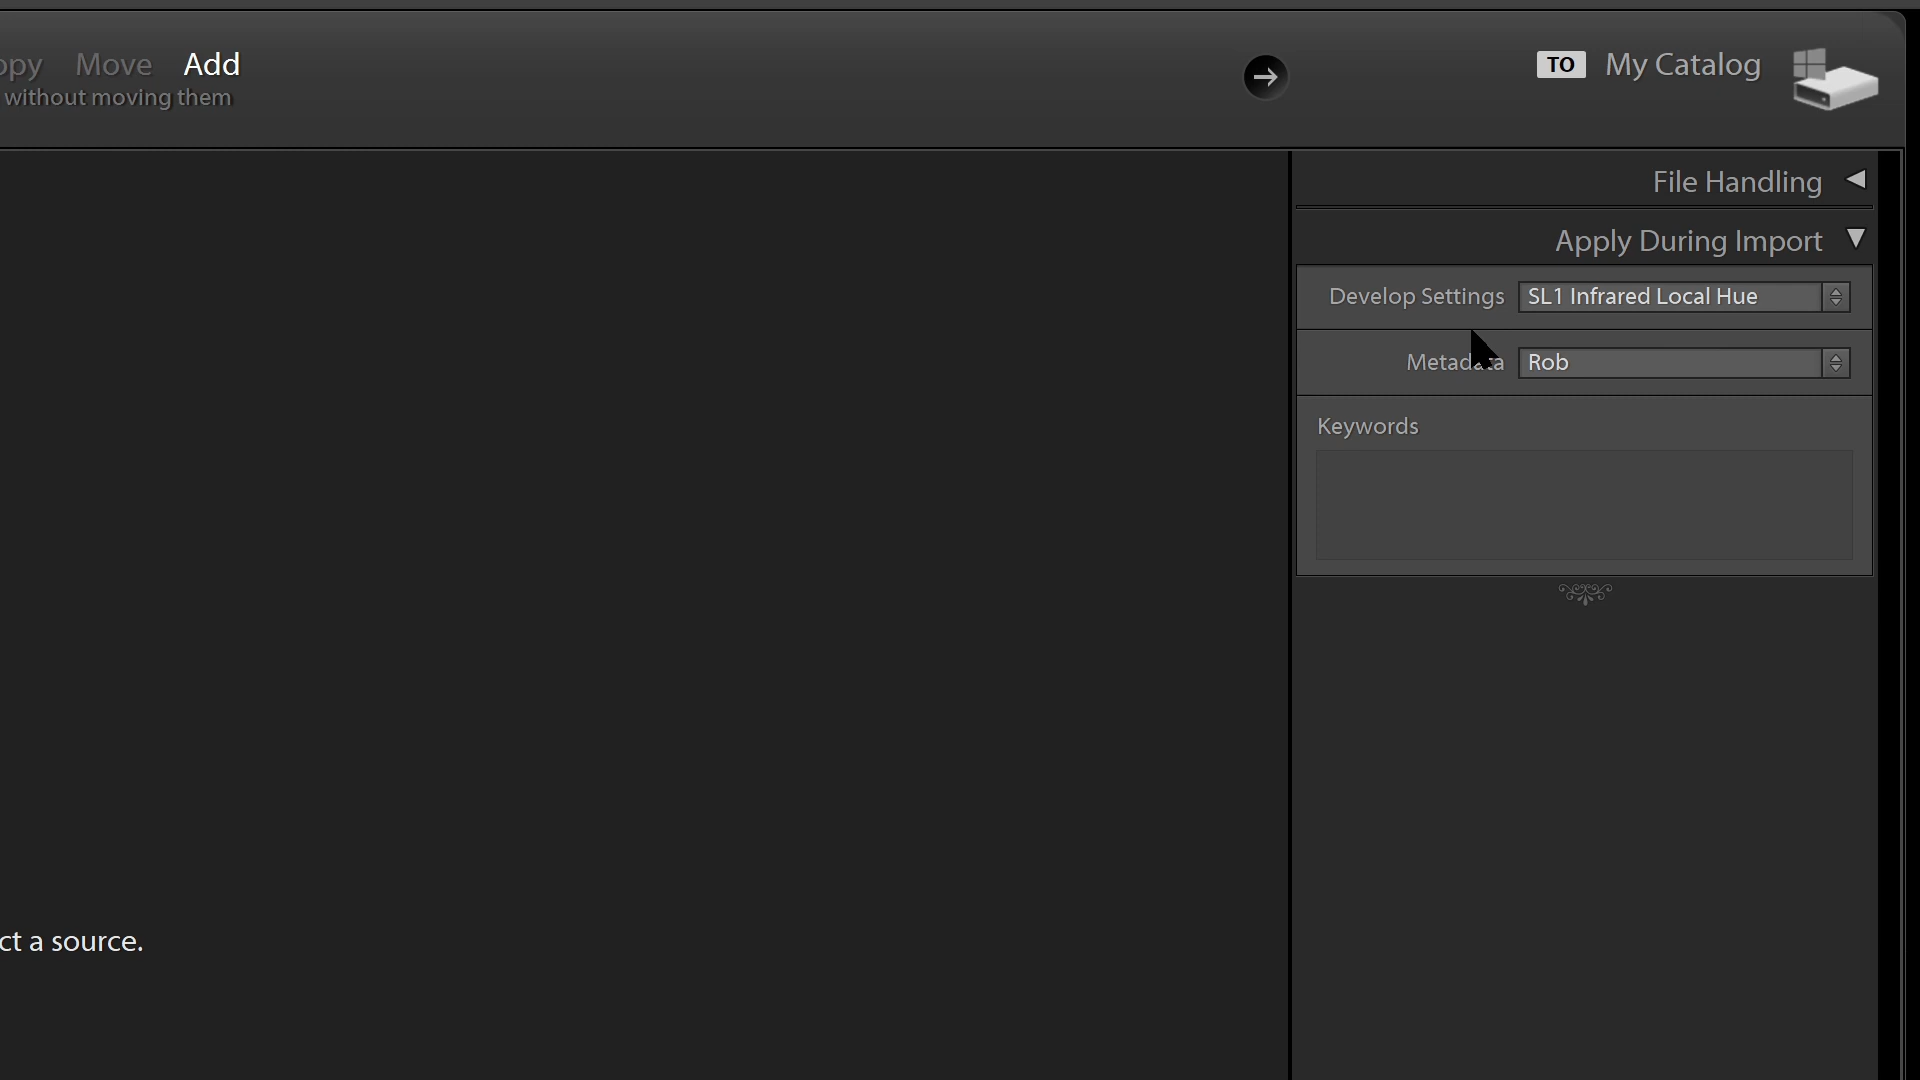 opy Move Add
without moving them
TO My Catalog
File Handling
Apply During Import
Develop Settings SL1 Infrared Local Hue
Metadata Rob
Keywords
ct a source.